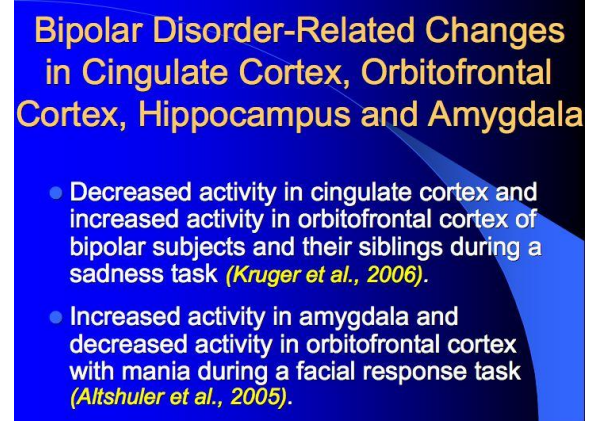 Bipolar Disorder-Related Changes
in Cingulate Cortex, Orbitofrontal
Cortex, Hippocampus and Amygdala
Decreased activity in cingulate cortex and
increased activity in orbitofrontal cortex of
bipolar subjects and their siblings during a
sadness task (Kruger et al., 2006).
Increased activity in amygdala and
decreased activity in orbitofrontal cortex
with mania during a facial response task
(Altshuler et al., 2005).